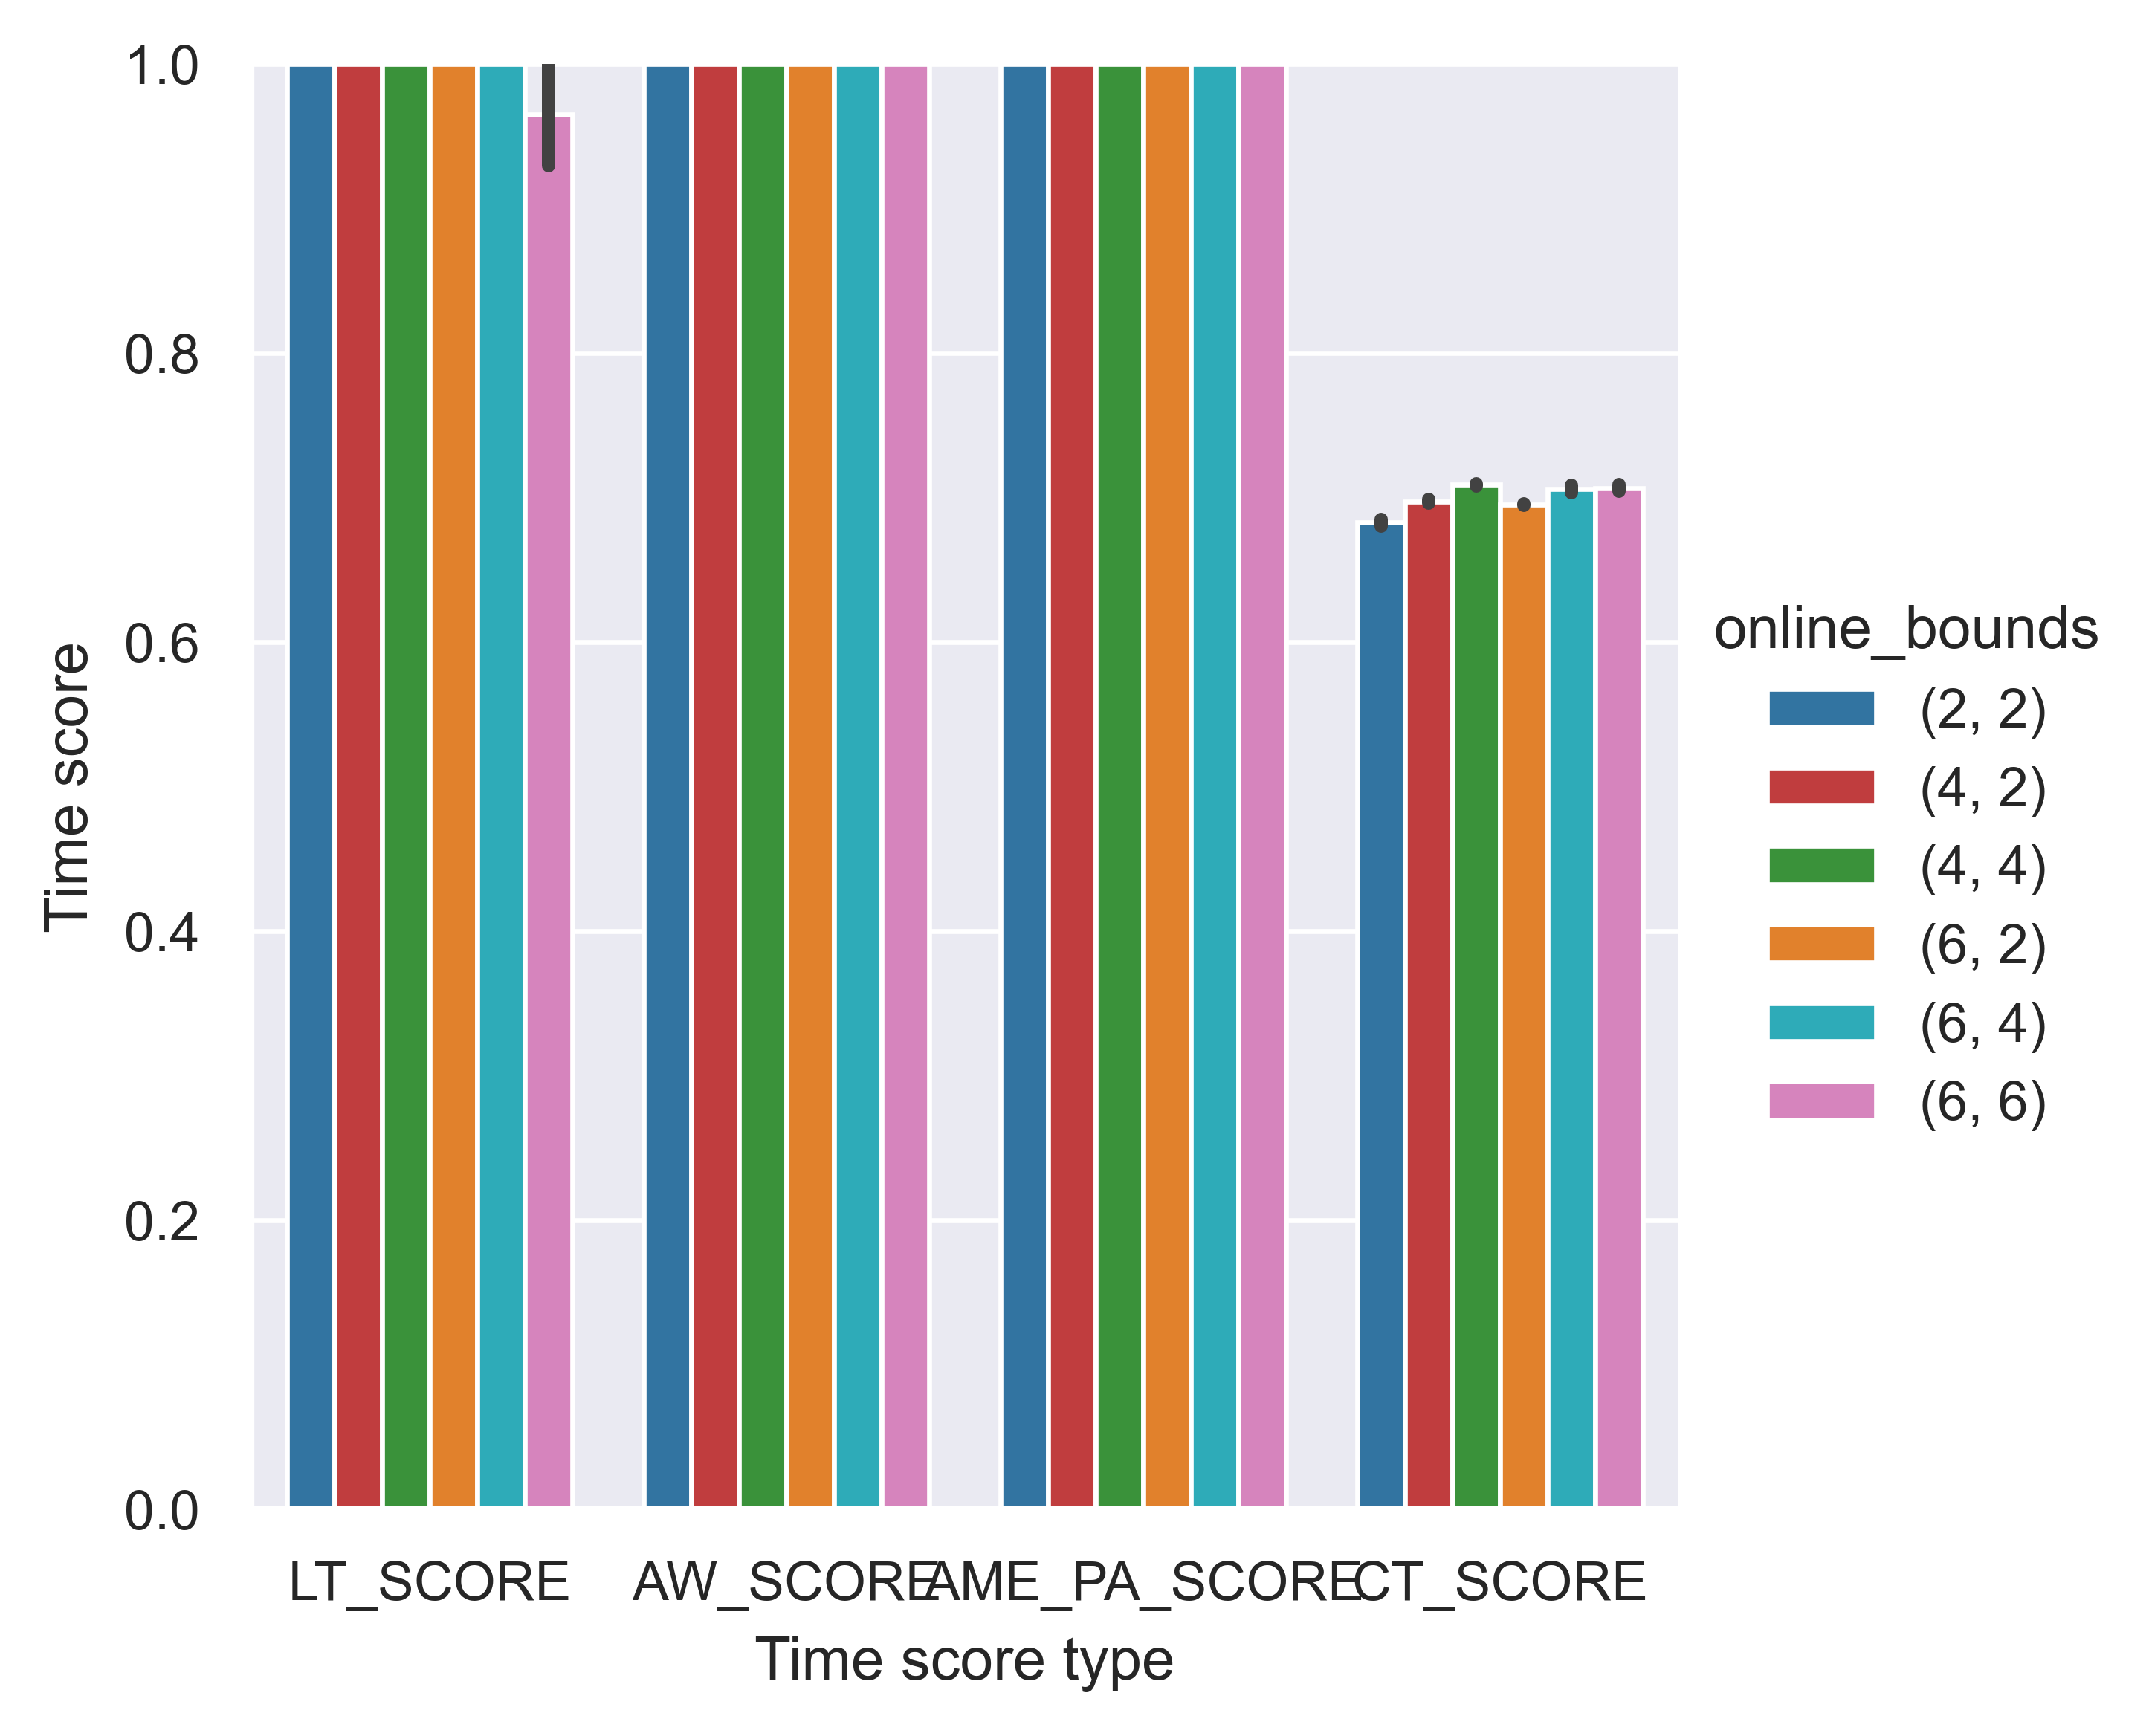 1.0
0.8
0.6
0.4
0.2
0.0
Time score
LT_SCORE
AW_SCORE
AME_PA_SCORE
CT_SCORE
Time score type
online_bounds
(2, 2)
(4, 2)
(4, 4)
(6, 2)
(6, 4)
(6, 6)